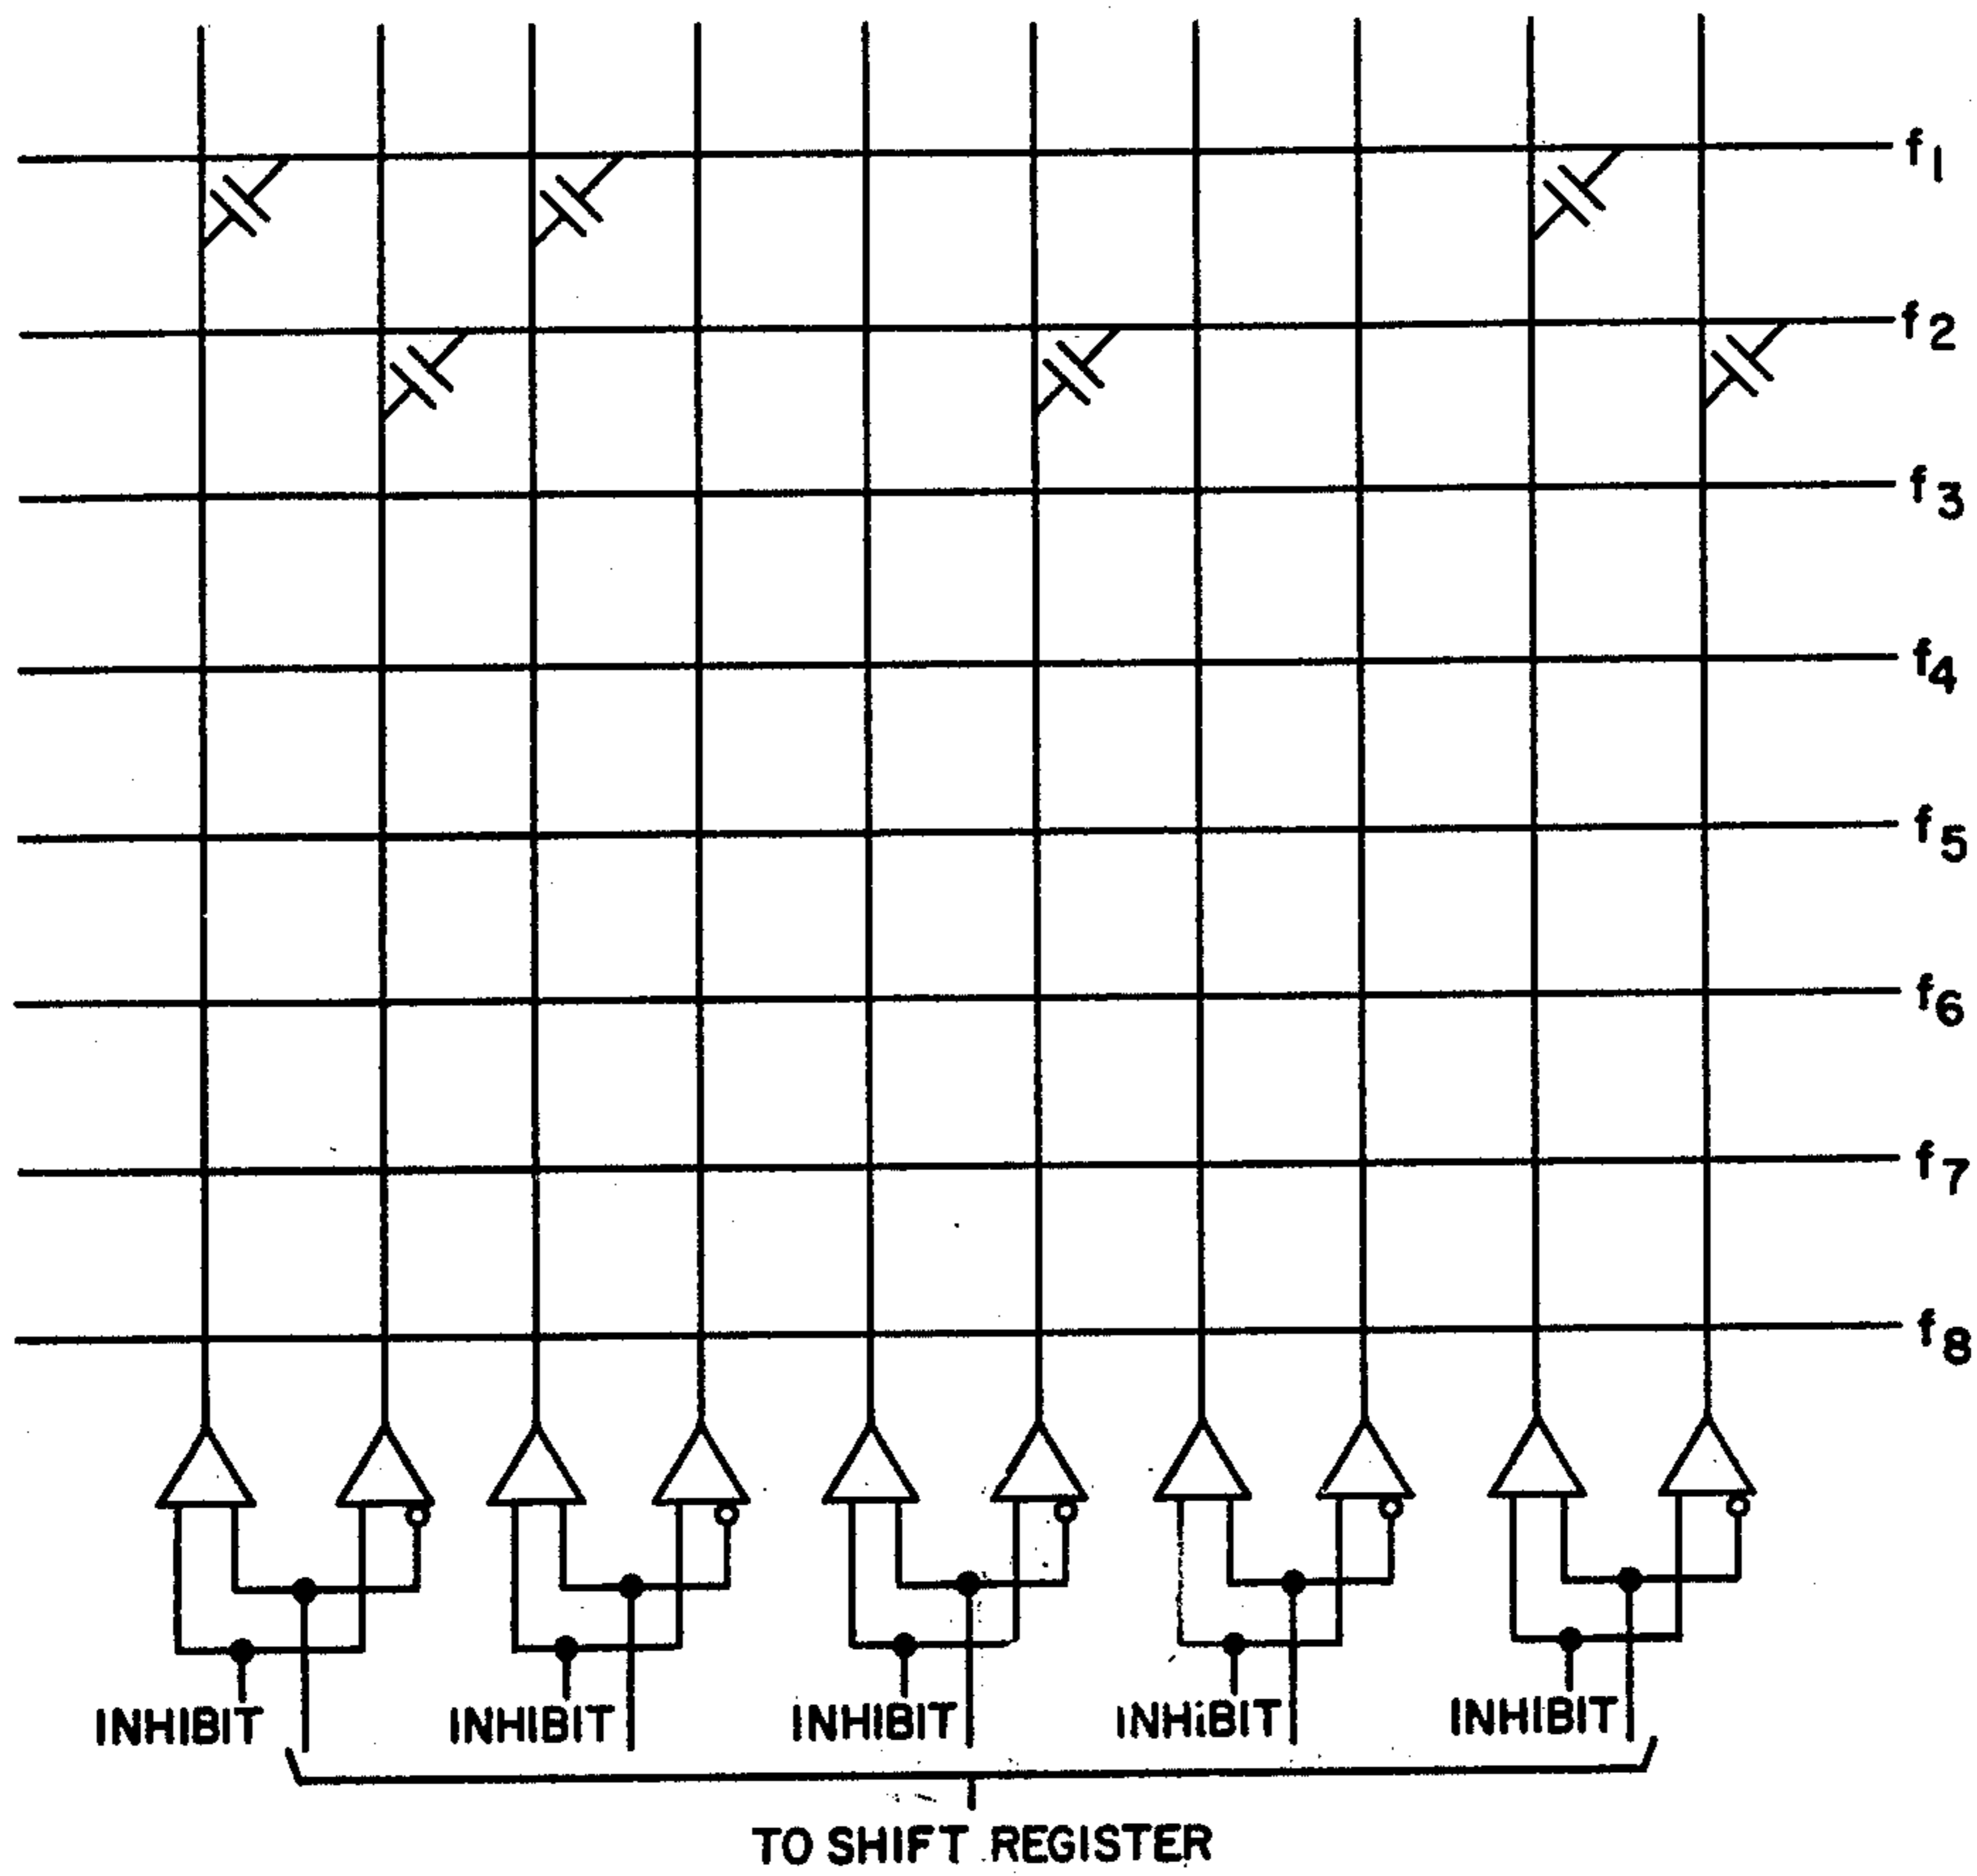 f1
f2
f3
f4
f5
f6
f7
f8
INHIBIT INHIBIT INHIBIT INHiBIT INHIBIT
TO SHIFT REGISTER